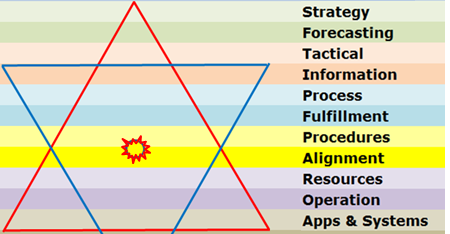 Strategy
Forecasting
Tactical
Information
Process
Fulfillment
Procedures
Alignment
Resources
Operation
Apps & Systems